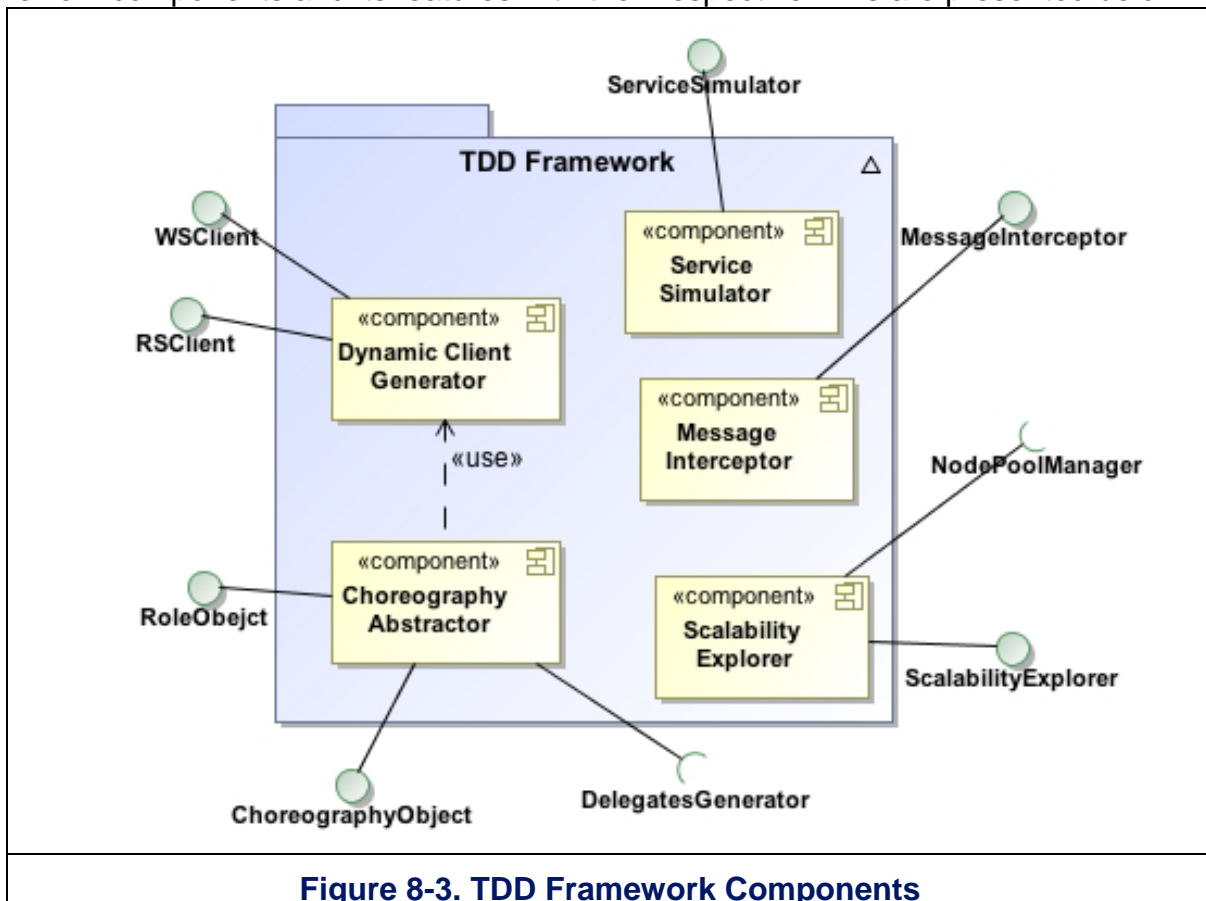 ServiceSimulator
TDD Framework
WSClient
«component»
Service
Simulator
MessageInterceptor
RSClient
«component»
Dynamic Client
Generator
«component»
Message
Interceptor
NodePoolManager
«use»
«component»
Choreography
Abstractor
RoleObejct
«component»
Scalability
Explorer
ScalabilityExplorer
ChoreographyObject
DelegatesGenerator
Figure 8-3. TDD Framework Components